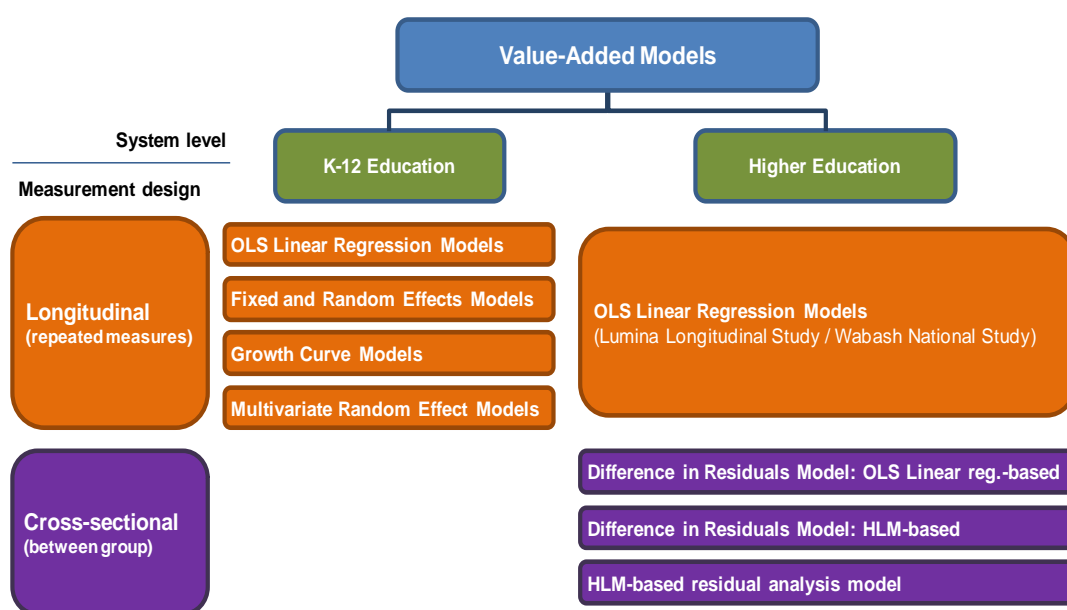 Value-Added Models
System level
K-12 Education
Higher Education
Measurement design
Longitudinal
(repeated measures)
OLS Linear Regression Models
Fixed and Random Effects Models
Growth Curve Models
Multivariate Random Effect Models
OLS Linear Regression Models
(Lumina Longitudinal Study / Wabash National Study)
Cross-sectional
(between group)
Difference in Residuals Model: OLS Linear reg.-based
Difference in Residuals Model: HLM-based
HLM-based residual analysis model